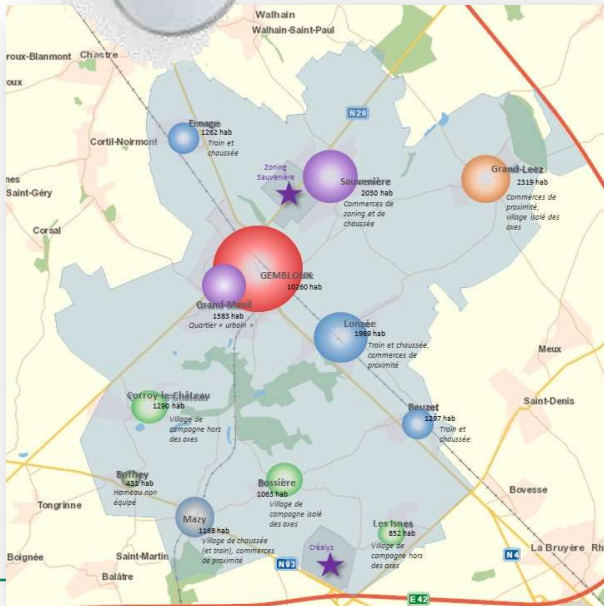 Walhain
Walhain-Saint-Paul
roux-Blanmont
Chastre
roux
N29
Ernage
1262 hab
Train et
chaussée
Cortil-Noirmont
Zoning
Sauvenière
Sauvenière
2030 hab
Commerces de
zoning et de
chaussée
Grand-Leez
2319 hab
Commerces de
proximité,
village isolé des
axes
nes
Saint-Géry
Corsal
GEMBLOUX
10260 hab
Grand-Manil
1583 hab
Quartier « urbain »
Lonzée
1969 hab
Train et chaussée,
commerces de
proximité
Meux
Corroy-le-Château
1290 hab
Village de
campagne hors
des axes
Saint-Denis
Beuzet
1297 hab
Train et
chaussée
Bothey
431 hab
Hameau non
équipé
Bossière
1063 hab
Village de
campagne isolé
des axes
Bovesse
Tongrinne
Mazy
1168 hab
Village de chaussée
(et train), commerces
de proximité
Les Isnes
852 hab
Village de
campagne hors
des axes
Créalys
Boignée
Saint-Martin
N93
N4
La Bruyère
Rh
Balâtre
E42